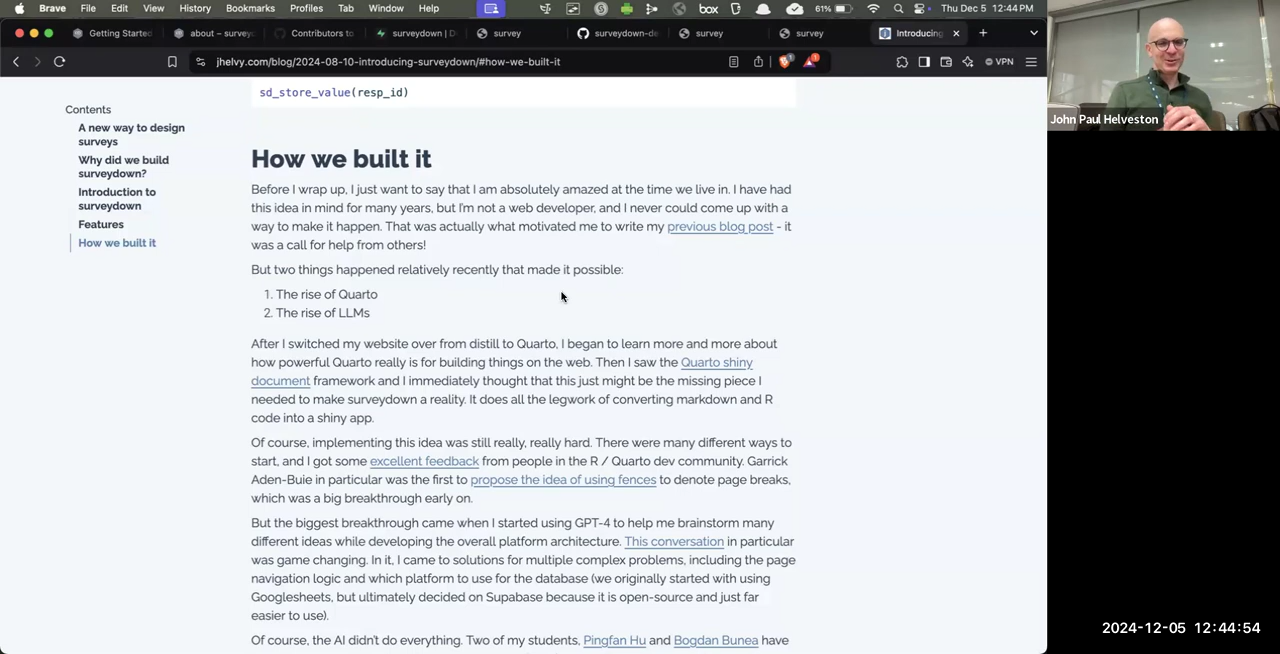 Brave File Edit View History Bookmarks Profiles Tab Window Help box 61% Thu Dec 5 12:44 PM
Getting Started about – surveyd Contributors to surveydown | D survey surveydown-de survey survey Introducing
jhelvy.com/blog/2024-08-10-introducing-surveydown/#how-we-built-it VPN
John Paul Helveston
Contents
A new way to design
surveys
Why did we build
surveydown?
Introduction to
surveydown
Features
How we built it
sd_store_value(resp_id)
How we built it
Before I wrap up, I just want to say that I am absolutely amazed at the time we live in. I have had
this idea in mind for many years, but I'm not a web developer, and I never could come up with a
way to make it happen. That was actually what motivated me to write my previous blog post - it
was a call for help from others!
But two things happened relatively recently that made it possible:
1. The rise of Quarto
2. The rise of LLMs
After I switched my website over from distill to Quarto, I began to learn more and more about
how powerful Quarto really is for building things on the web. Then I saw the Quarto shiny
document framework and I immediately thought that this just might be the missing piece I
needed to make surveydown a reality. It does all the legwork of converting markdown and R
code into a shiny app.
Of course, implementing this idea was still really, really hard. There were many different ways to
start, and I got some excellent feedback from people in the R / Quarto dev community. Garrick
Aden-Buie in particular was the first to propose the idea of using fences to denote page breaks,
which was a big breakthrough early on.
But the biggest breakthrough came when I started using GPT-4 to help me brainstorm many
different ideas while developing the overall platform architecture. This conversation in particular
was game changing. In it, I came to solutions for multiple complex problems, including the page
navigation logic and which platform to use for the database (we originally started with using
Googlesheets, but ultimately decided on Supabase because it is open-source and just far
easier to use).
Of course, the AI didn't do everything. Two of my students, Pingfan Hu and Bogdan Bunea have
2024-12-05 12:44:54